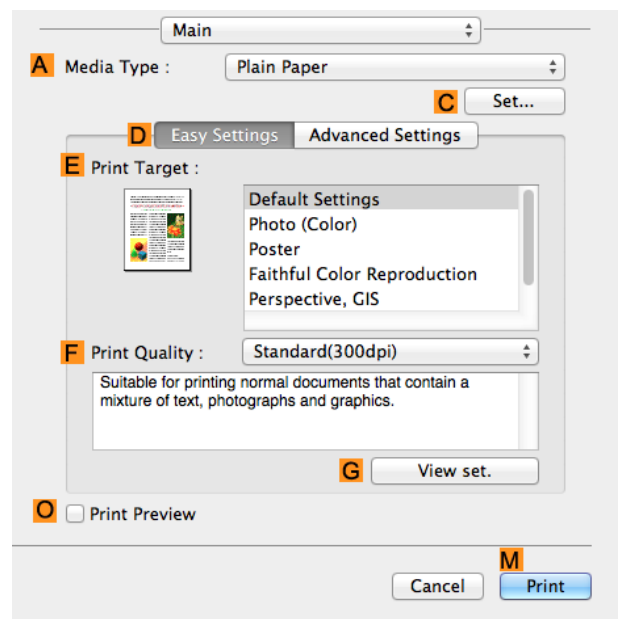 Main
A Media Type : Plain Paper
C Set...
D Easy Settings Advanced Settings
E Print Target :
Default Settings
Photo (Color)
Poster
Faithful Color Reproduction
Perspective, GIS
F Print Quality : Standard(300dpi)
Suitable for printing normal documents that contain a
mixture of text, photographs and graphics.
G View set.
O Print Preview
M
Cancel Print